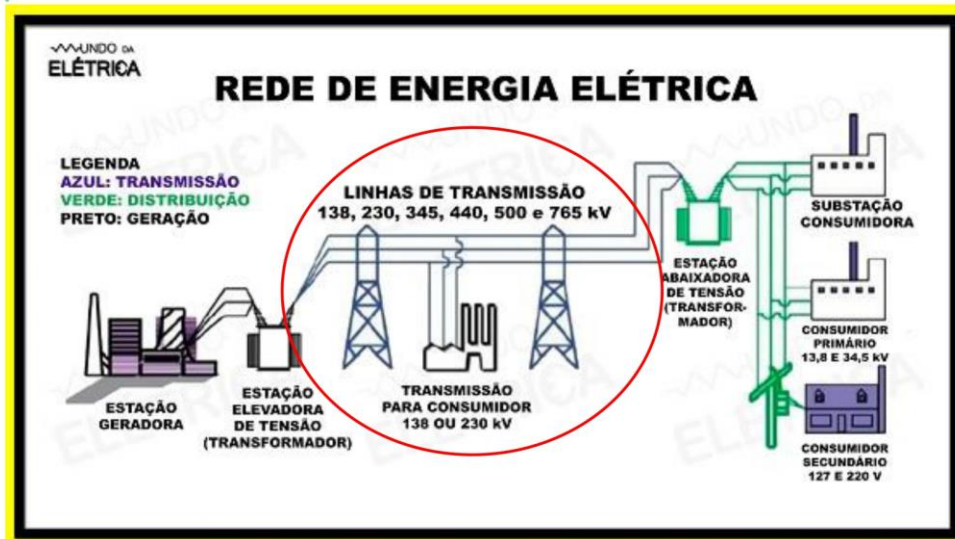 MUNDO DA
ELÉTRICA
REDE DE ENERGIA ELÉTRICA
LEGENDA
AZUL: TRANSMISSÃO
VERDE: DISTRIBUIÇÃO
PRETO: GERAÇÃO
LINHAS DE TRANSMISSÃO
138, 230, 345, 440, 500 e 765 kV
SUBSTAÇÃO
CONSUMIDORA
ESTAÇÃO
ABAIXADORA
DE TENSÃO
(TRANSFOR-
MADOR)
CONSUMIDOR
PRIMÁRIO
13,8 E 34,5 kV
ESTAÇÃO
GERADORA
ESTAÇÃO
ELEVADORA
DE TENSÃO
(TRANSFORMADOR)
TRANSMISSÃO
PARA CONSUMIDOR
138 OU 230 kV
CONSUMIDOR
SECUNDÁRIO
127 E 220 V